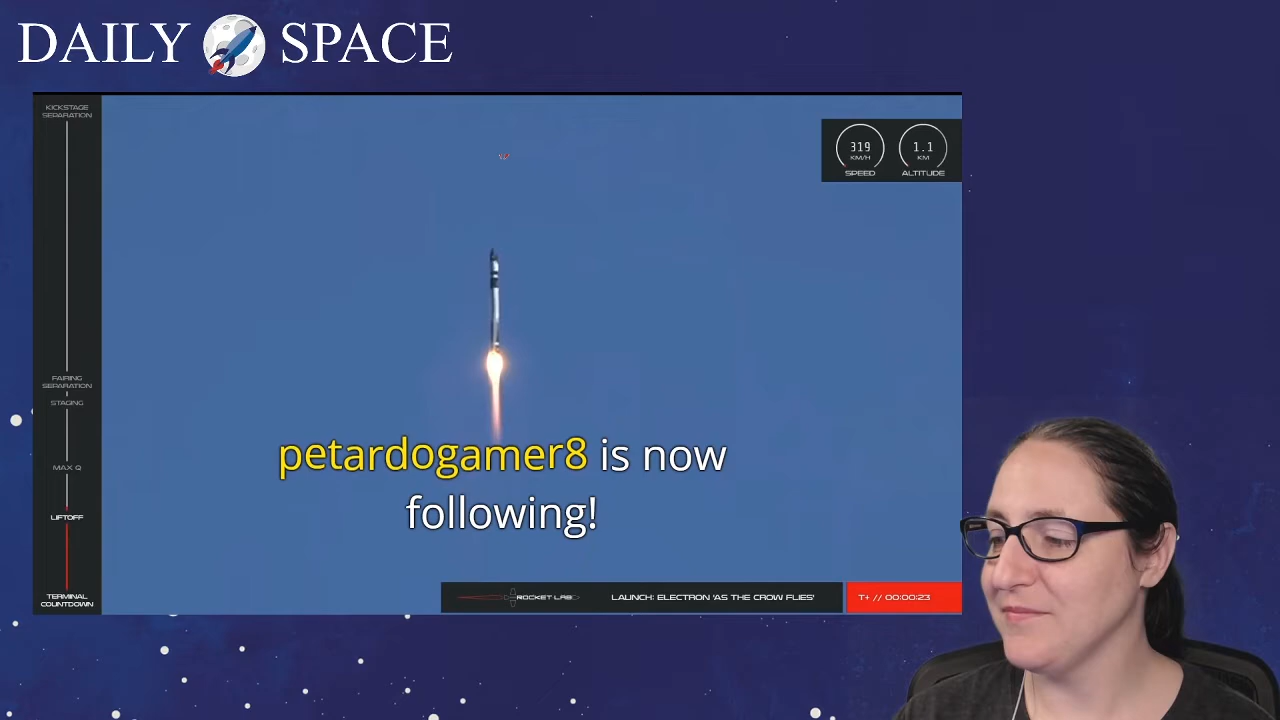 DAILY SPACE
KICKSTAGE
SEPARATION
319
KM/H
SPEED
1.1
KM
ALTITUDE
FAIRING
SEPARATION
STAGING
MAX Q
LIFTOFF
TERMINAL
COUNTDOWN
petardogamer8 is now
following!
ROCKET LAB
LAUNCH: ELECTRON 'AS THE CROW FLIES'
T+ // 00:00:23